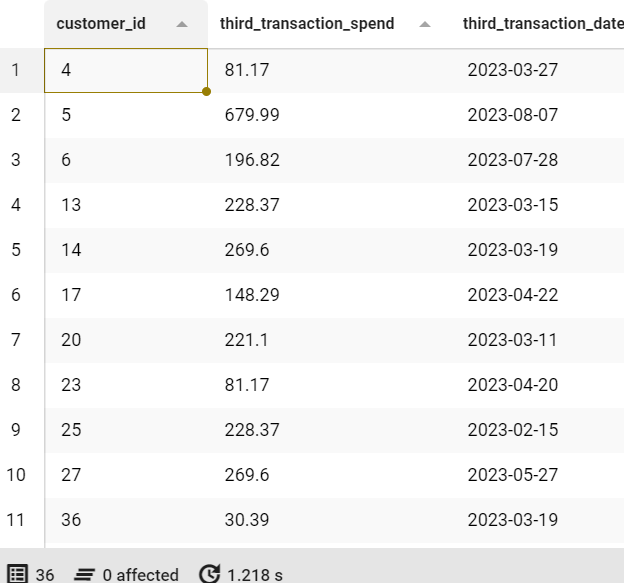 customer_id third_transaction_spend third_transaction_date
1 4 81.17 2023-03-27
2 5 679.99 2023-08-07
3 6 196.82 2023-07-28
4 13 228.37 2023-03-15
5 14 269.6 2023-03-19
6 17 148.29 2023-04-22
7 20 221.1 2023-03-11
8 23 81.17 2023-04-20
9 25 228.37 2023-02-15
10 27 269.6 2023-05-27
11 36 30.39 2023-03-19
36 0 affected 1.218 s